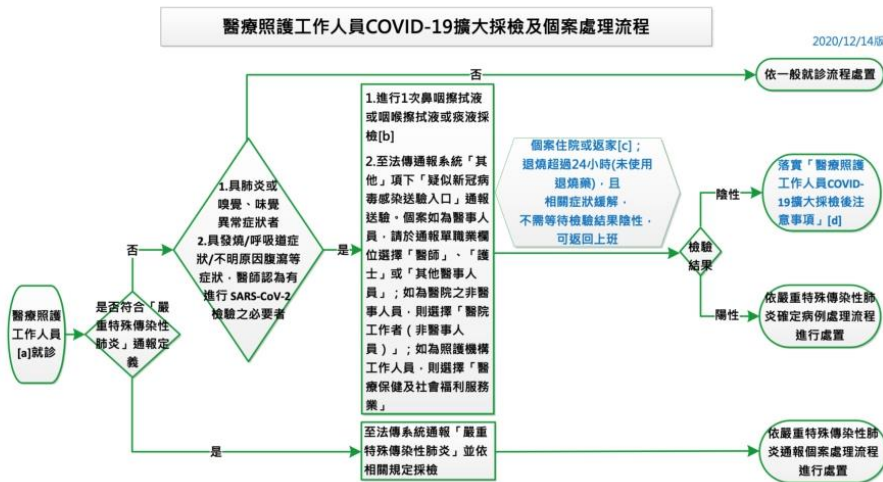 醫療照護工作人員COVID-19擴大採檢及個案處理流程
2020/12/14版
否
依一般就診流程處置
1.進行1次鼻咽擦拭液
或咽喉擦拭液或痰液採
檢[b]
2.至法傳通報系統「其
他」項下「疑似新冠病
毒感染送驗入口」通報
送驗。個案如為醫事人
員，請於通報單職業欄
位選擇「醫師」、「護
士」或「其他醫事人
員」；如為醫院之非醫
事人員，則選擇「醫院
工作者（非醫事人
員）」；如為照護機構
工作人員，則選擇「醫
療保健及社會福利服務
業」
個案住院或返家[c]；
退燒超過24小時(未使用
退燒藥)，且
相關症狀緩解，
不需等待檢驗結果陰性，
可返回上班
陰性
落實「醫療照護
工作人員COVID-
19擴大採檢後注
意事項」[d]
1.具肺炎或
嗅覺、味覺
異常症狀者
2.具發燒/呼吸道症
狀/不明原因腹瀉等
症狀，醫師認為有
進行 SARS-CoV-2
檢驗之必要者
是
否
檢驗
結果
陽性
依嚴重特殊傳染性肺
炎確定病例處理流程
進行處置
醫療照護
工作人員
[a]就診
是否符合「嚴
重特殊傳染性
肺炎」通報定
義
是
至法傳系統通報「嚴重
特殊傳染性肺炎」並依
相關規定採檢
依嚴重特殊傳染性肺
炎通報個案處理流程
進行處置